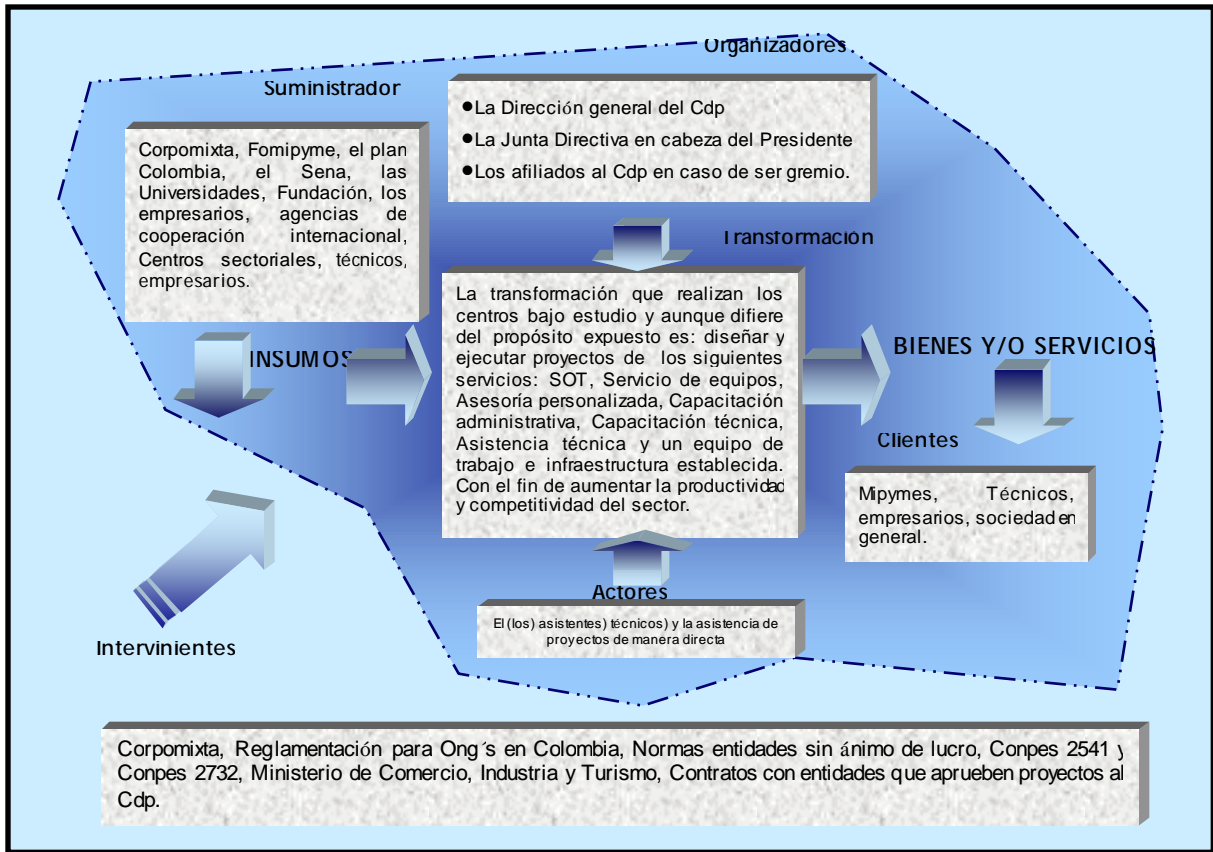 Organizadores
Suministrador
●La Dirección general del Cdp
●La Junta Directiva en cabeza del Presidente
●Los afiliados al Cdp en caso de ser gremio.
Corpomixta, Fomipyme, el plan
Colombia, el Sena, las
Universidades, Fundación, los
empresarios, agencias de
cooperación internacional,
Centros sectoriales, técnicos,
empresarios.
Transformación
La transformación que realizan los
centros bajo estudio y aunque difiere
del propósito expuesto es: diseñar y
ejecutar proyectos de los siguientes
servicios: SOT, Servicio de equipos,
Asesoría personalizada, Capacitación
administrativa, Capacitación técnica,
Asistencia técnica y un equipo de
trabajo e infraestructura establecida.
Con el fin de aumentar la productividad
y competitividad del sector.
INSUMOS
BIENES Y/O SERVICIOS
Clientes
Mipymes, Técnicos,
empresarios, sociedad en
general.
Actores
El (los) asistentes) técnicos) y la asistencia de
proyectos de manera directa
Intervinientes
Corpomixta, Reglamentación para Ong´s en Colombia, Normas entidades sin ánimo de lucro, Conpes 2541 y
Conpes 2732, Ministerio de Comercio, Industria y Turismo, Contratos con entidades que aprueben proyectos al
Cdp.